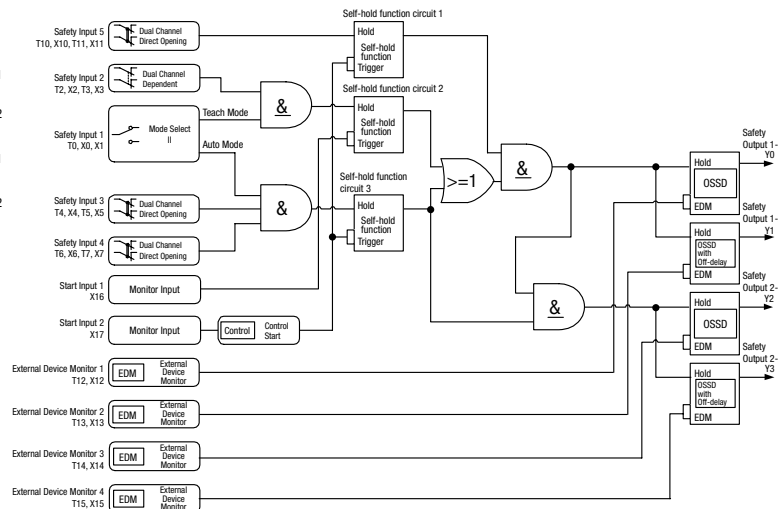 Self-hold function circuit 1
Safety Input 5
T10, X10, T11, X11
Dual Channel
Direct Opening
Hold
Self-hold
function
Trigger
Safety Input 2
T2, X2, T3, X3
Dual Channel
Dependent
&
Self-hold function circuit 2
Hold
Self-hold
function
Trigger
Teach Mode
Safety Input 1
T0, X0, X1
Mode Select
II
Auto Mode
Self-hold function
circuit 3
Hold
Self-hold
function
Trigger
Safety Input 3
T4, X4, T5, X5
Dual Channel
Direct Opening
&
Safety Input 4
T6, X6, T7, X7
Dual Channel
Direct Opening
>=1
&
&
Start Input 1
X16
Monitor Input
Start Input 2
X17
Monitor Input
Control
Control
Start
External Device Monitor 1
T12, X12
EDM
External
Device
Monitor
External Device Monitor 2
T13, X13
EDM
External
Device
Monitor
External Device Monitor 3
T14, X14
EDM
External
Device
Monitor
External Device Monitor 4
T15, X15
EDM
External
Device
Monitor
Safety
Output 1-
Y0
Hold
OSSD
EDM
Safety
Output 1-
Y1
Hold
OSSD
with
Off-delay
EDM
Safety
Output 2-
Y2
Hold
OSSD
EDM
Safety
Output 2-
Y3
Hold
OSSD
with
Off-delay
EDM
2
2